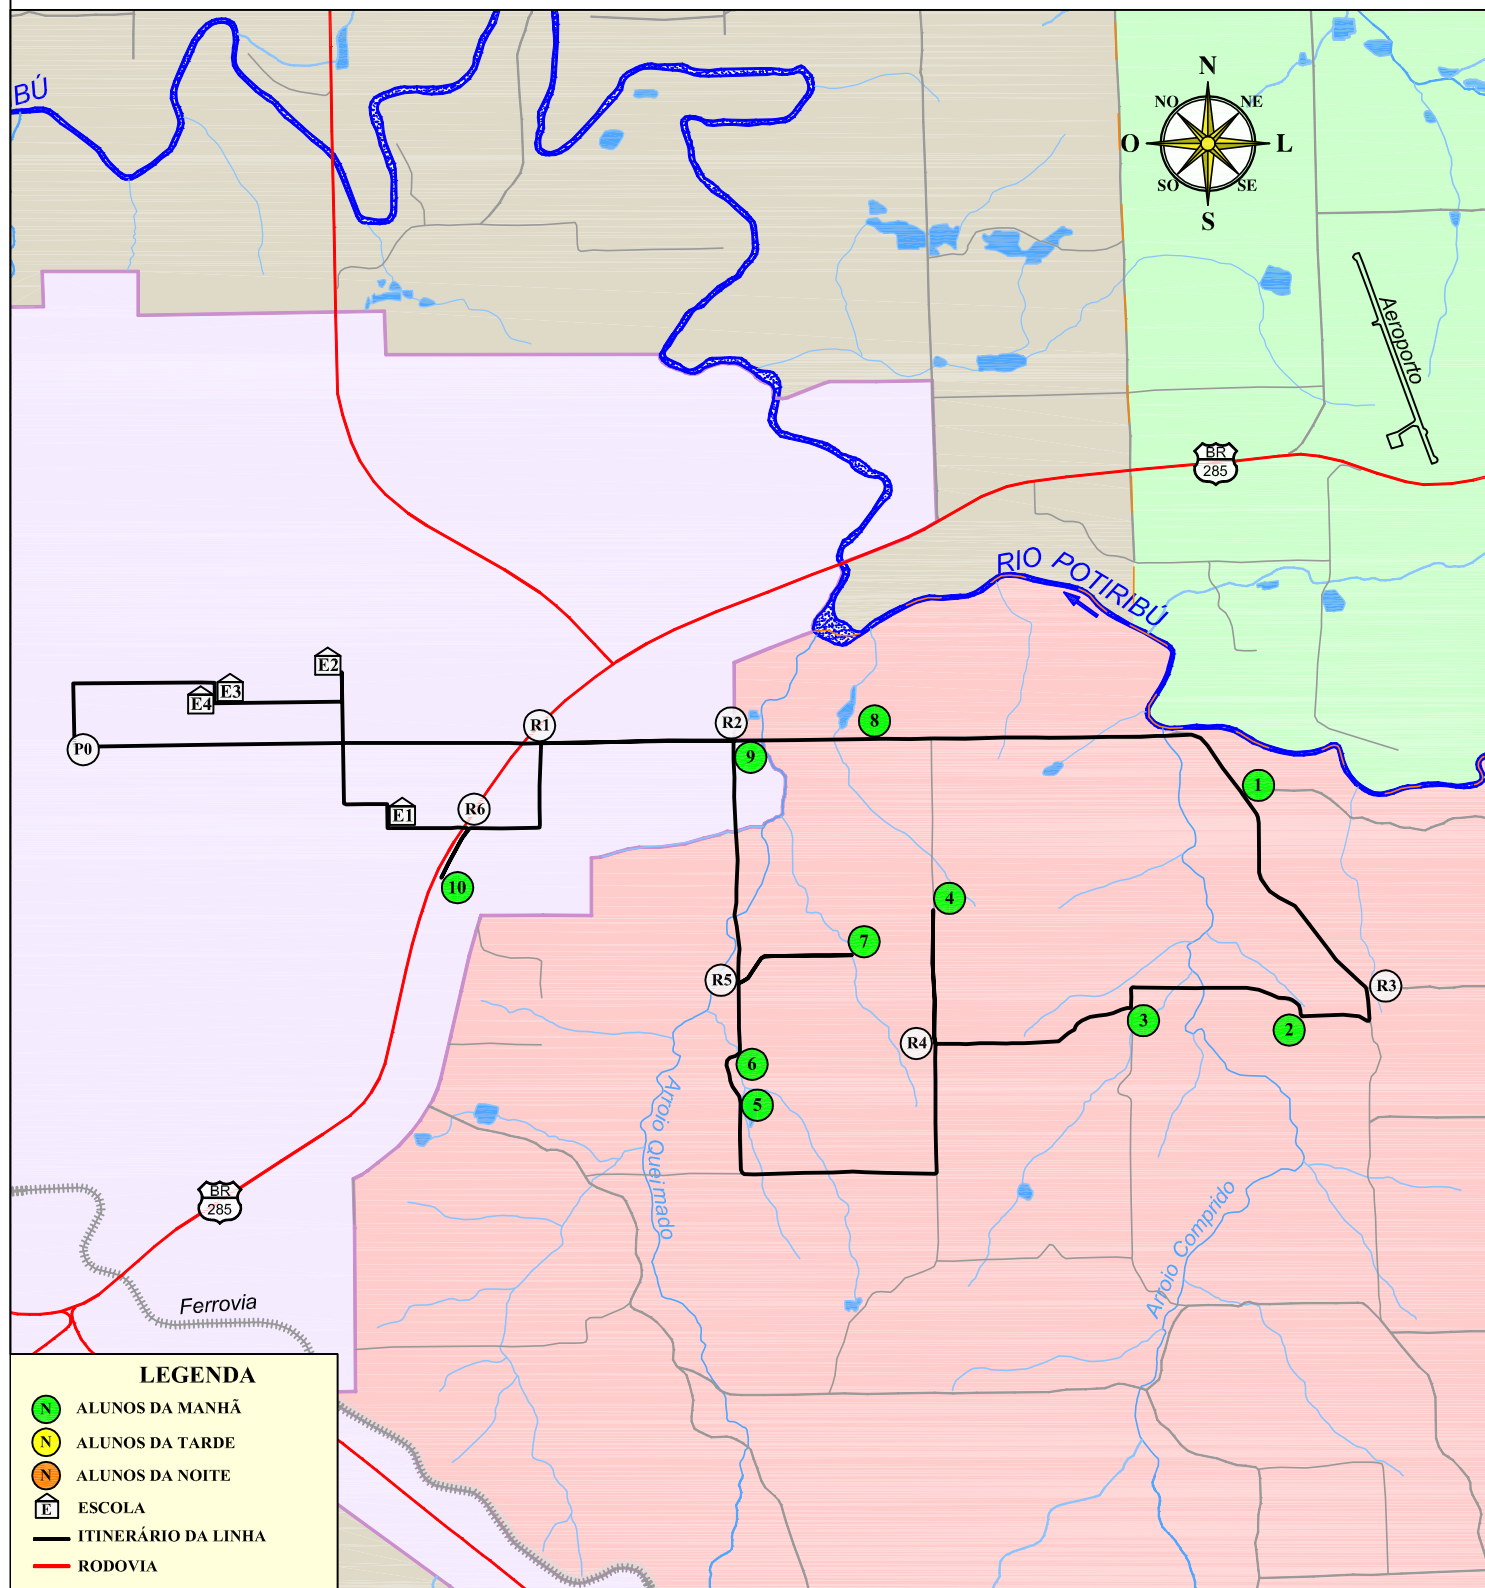 BÚ
N
NO
NE
O
L
SO
SE
S
Aeroporto
BR
285
RIO POTIRIBÚ
E2
E3
E4
R1
R2
8
P0
9
1
E1
R6
10
4
7
R5
R3
3
2
R4
6
5
Arroio Queimado
Arroio Comprido
BR
285
Ferrovia
LEGENDA
N ALUNOS DA MANHÃ
N ALUNOS DA TARDE
N ALUNOS DA NOITE
E ESCOLA
ITINERÁRIO DA LINHA
RODOVIA